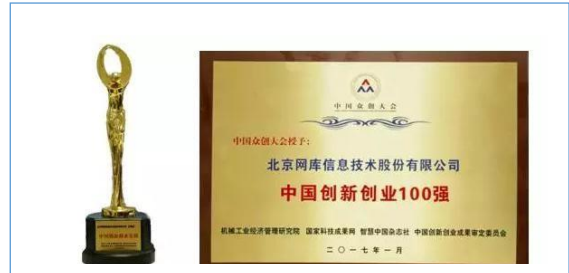 中国众创大会
中国众创大会授予：
北京网库信息技术股份有限公司
中国创新创业100强
机械工业经济管理研究院 国家科技成果网 智慧中国杂志社 中国创新创业成果审定委员会
二〇一七年一月